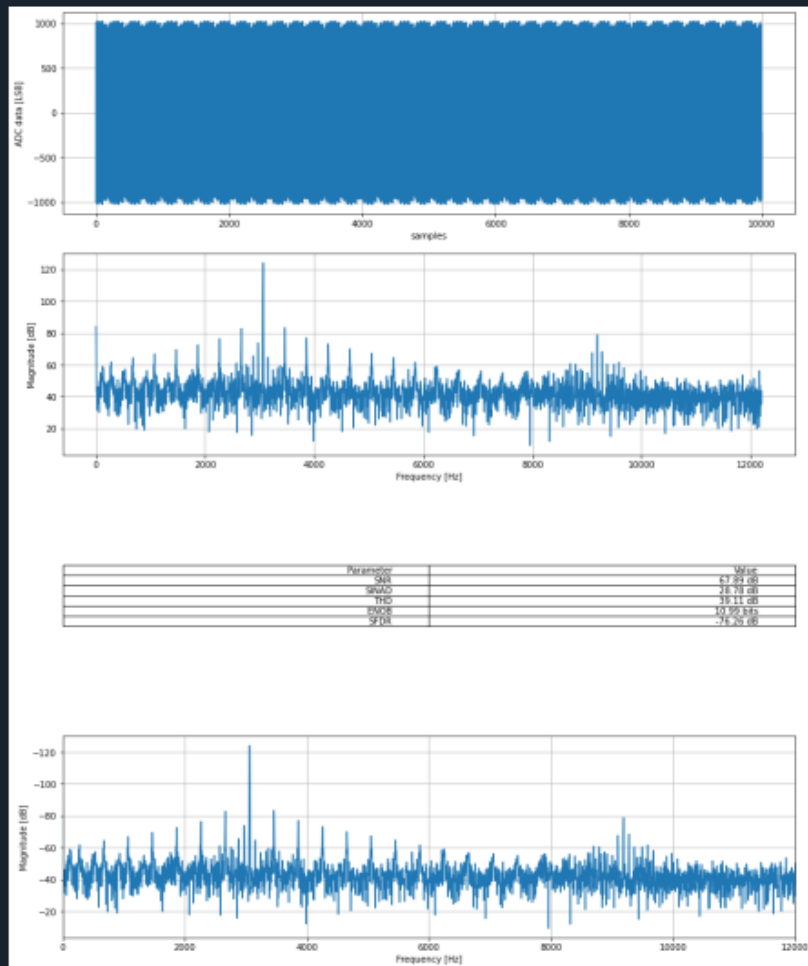 1000
500
0
−500
−1000
ADC data [LSB]
0 2000 4000 6000 8000 10000
samples
120
100
80
60
40
20
Magnitude [dB]
0 2000 4000 6000 8000 10000 12000
Frequency [Hz]
Parameter Value
SNR 67.89 dB
SINAD 28.78 dB
THD 39.11 dB
ENOB 10.99 bits
SFDR -76.26 dB
−120
−100
−80
−60
−40
−20
Magnitude [dB]
0 2000 4000 6000 8000 10000 12000
Frequency [Hz]